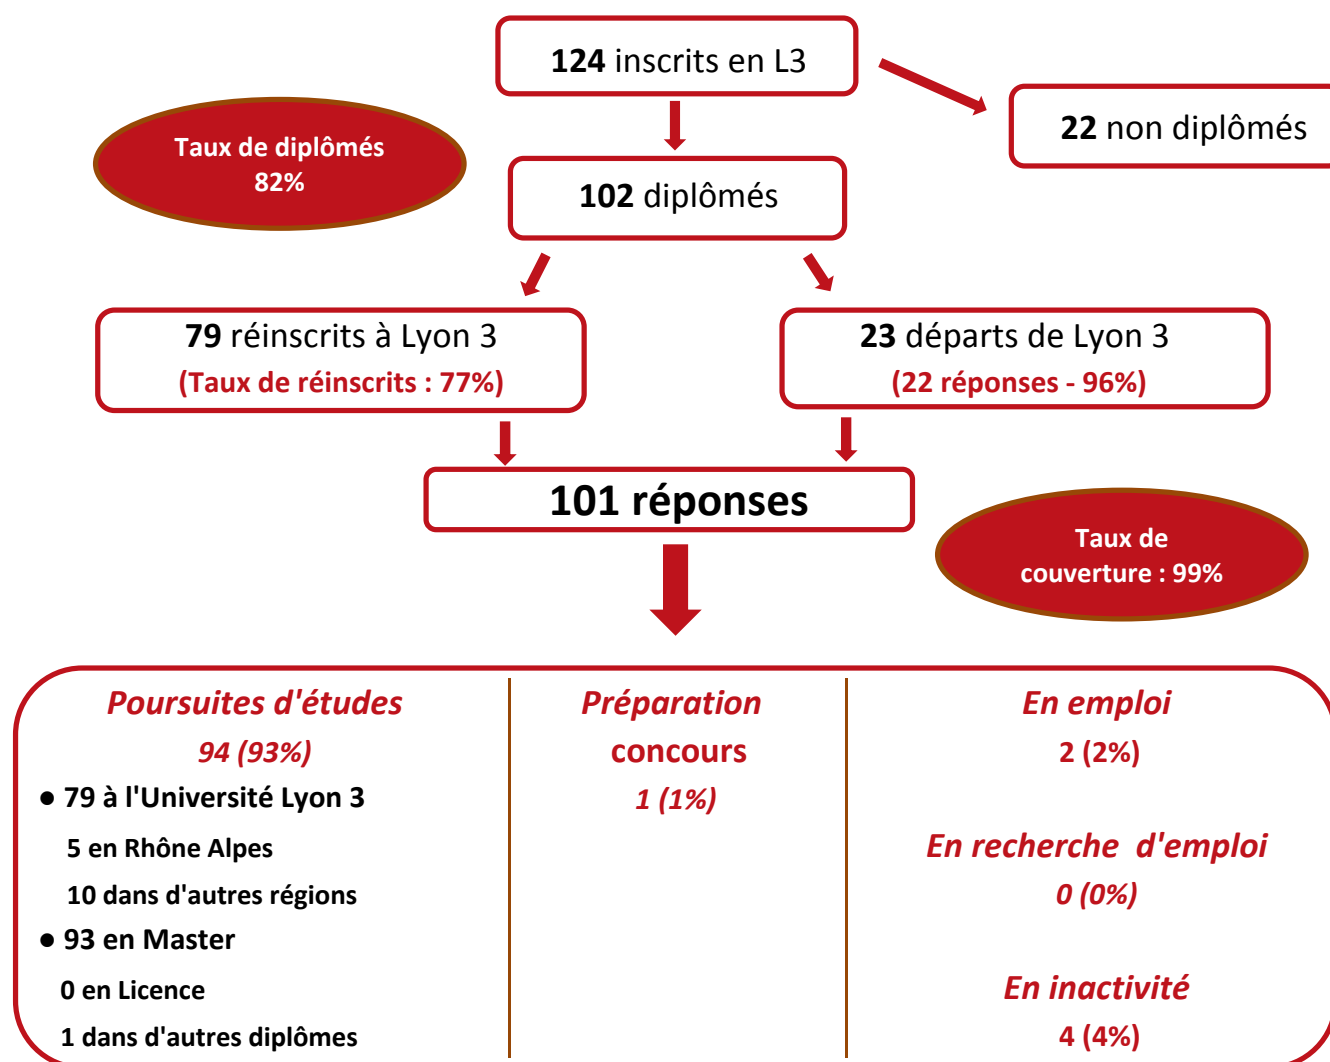 124 inscrits en L3
22 non diplômés
Taux de diplômés
82%
102 diplômés
79 réinscrits à Lyon 3
(Taux de réinscrits : 77%)
23 départs de Lyon 3
(22 réponses - 96%)
101 réponses
Taux de
couverture : 99%
Poursuites d'études
94 (93%)
● 79 à l'Université Lyon 3
5 en Rhône Alpes
10 dans d'autres régions
● 93 en Master
0 en Licence
1 dans d'autres diplômes
Préparation
concours
1 (1%)
En emploi
2 (2%)
En recherche d'emploi
0 (0%)
En inactivité
4 (4%)